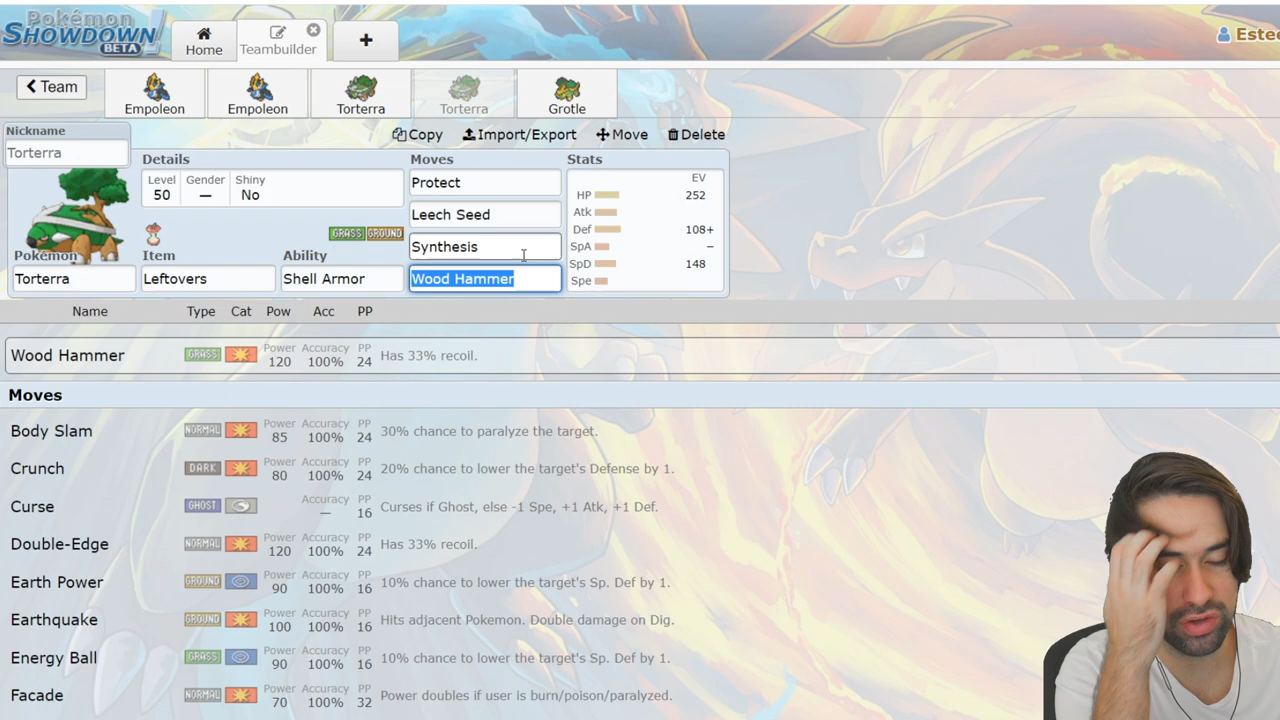 Pokémon
SHOWDOWN
BETA
Home
Teambuilder
+
Estee
Team
Empoleon
Empoleon
Torterra
Torterra
Grotle
Copy
Import/Export
Move
Delete
Nickname
Torterra
Details
Level
50
Gender
—
Shiny
No
GRASS GROUND
Pokémon
Torterra
Item
Leftovers
Ability
Shell Armor
Moves
Protect
Leech Seed
Synthesis
Wood Hammer
Stats
EV
HP 252
Atk
Def 108+
SpA –
SpD 148
Spe
Name Type Cat Pow Acc PP
Wood Hammer GRASS Power 120 Accuracy 100% PP 24 Has 33% recoil.
Moves
Body Slam NORMAL Power 85 Accuracy 100% PP 24 30% chance to paralyze the target.
Crunch DARK Power 80 Accuracy 100% PP 24 20% chance to lower the target's Defense by 1.
Curse GHOST Accuracy — PP 16 Curses if Ghost, else -1 Spe, +1 Atk, +1 Def.
Double-Edge NORMAL Power 120 Accuracy 100% PP 24 Has 33% recoil.
Earth Power GROUND Power 90 Accuracy 100% PP 16 10% chance to lower the target's Sp. Def by 1.
Earthquake GROUND Power 100 Accuracy 100% PP 16 Hits adjacent Pokemon. Double damage on Dig.
Energy Ball GRASS Power 90 Accuracy 100% PP 16 10% chance to lower the target's Sp. Def by 1.
Facade NORMAL Power 70 Accuracy 100% PP 32 Power doubles if user is burn/poison/paralyzed.